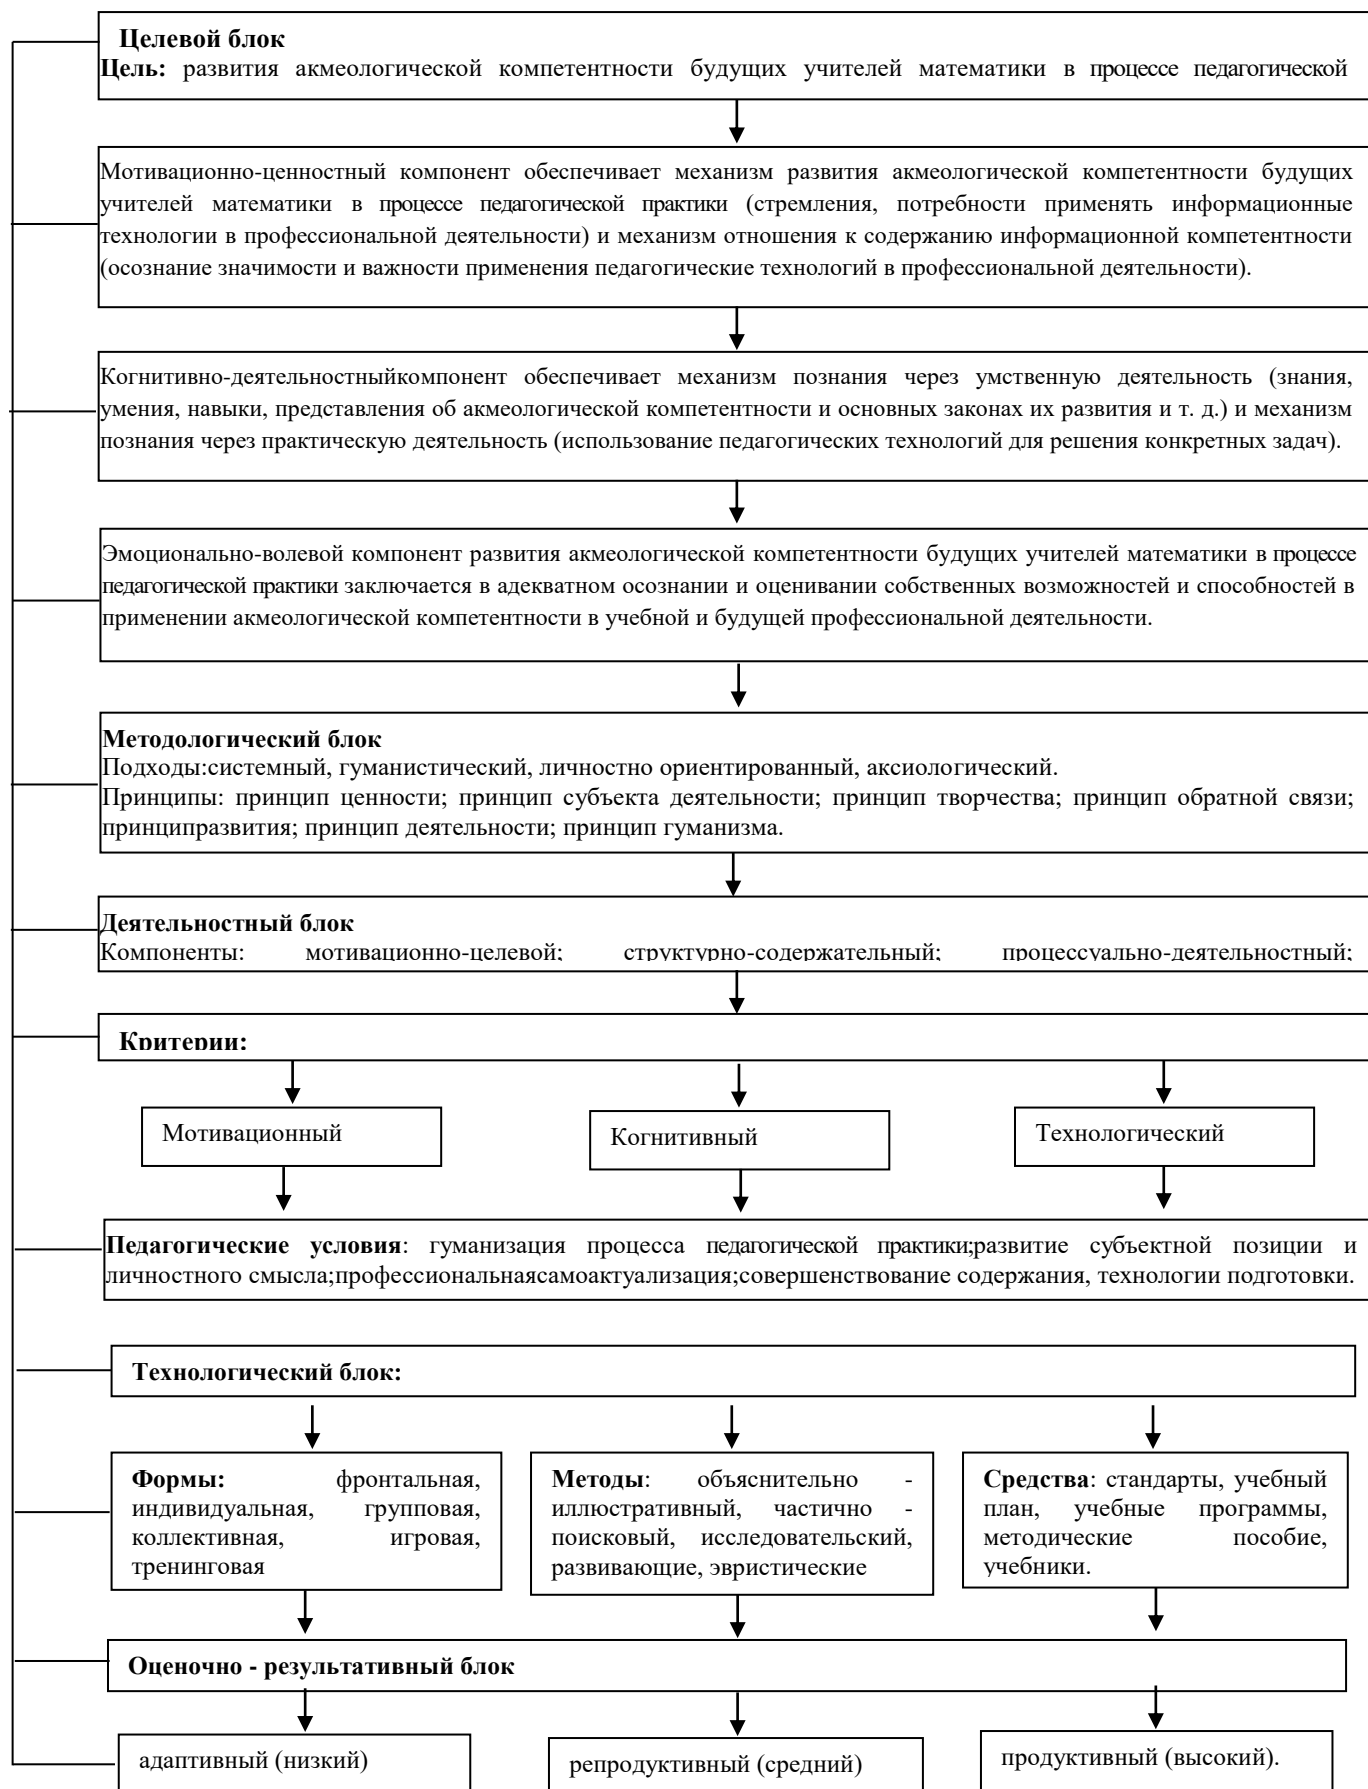 Целевой блок
Цель: развития акмеологической компетентности будущих учителей математики в процессе педагогической
Мотивационно-ценностный компонент обеспечивает механизм развития акмеологической компетентности будущих
учителей математики в процессе педагогической практики (стремления, потребности применять информационные
технологии в профессиональной деятельности) и механизм отношения к содержанию информационной компетентности
(осознание значимости и важности применения педагогические технологий в профессиональной деятельности).
Когнитивно-деятельностныйкомпонент обеспечивает механизм познания через умственную деятельность (знания,
умения, навыки, представления об акмеологической компетентности и основных законах их развития и т. д.) и механизм
познания через практическую деятельность (использование педагогических технологий для решения конкретных задач).
Эмоционально-волевой компонент развития акмеологической компетентности будущих учителей математики в процессе
педагогической практики заключается в адекватном осознании и оценивании собственных возможностей и способностей в
применении акмеологической компетентности в учебной и будущей профессиональной деятельности.
Методологический блок
Подходы:системный, гуманистический, личностно ориентированный, аксиологический.
Принципы: принцип ценности; принцип субъекта деятельности; принцип творчества; принцип обратной связи;
принципразвития; принцип деятельности; принцип гуманизма.
Деятельностный блок
Компоненты: мотивационно-целевой; структурно-содержательный; процессуально-деятельностный;
Критерии:
Мотивационный
Когнитивный
Технологический
Педагогические условия: гуманизация процесса педагогической практики;развитие субъектной позиции и
личностного смысла;профессиональнаясамоактуализация;совершенствование содержания, технологии подготовки.
Технологический блок:
Формы: фронтальная,
индивидуальная, групповая,
коллективная, игровая,
тренинговая
Методы: объяснительно -
иллюстративный, частично -
поисковый, исследовательский,
развивающие, эвристические
Средства: стандарты, учебный
план, учебные программы,
методические пособие,
учебники.
Оценочно - результативный блок
адаптивный (низкий)
репродуктивный (средний)
продуктивный (высокий).